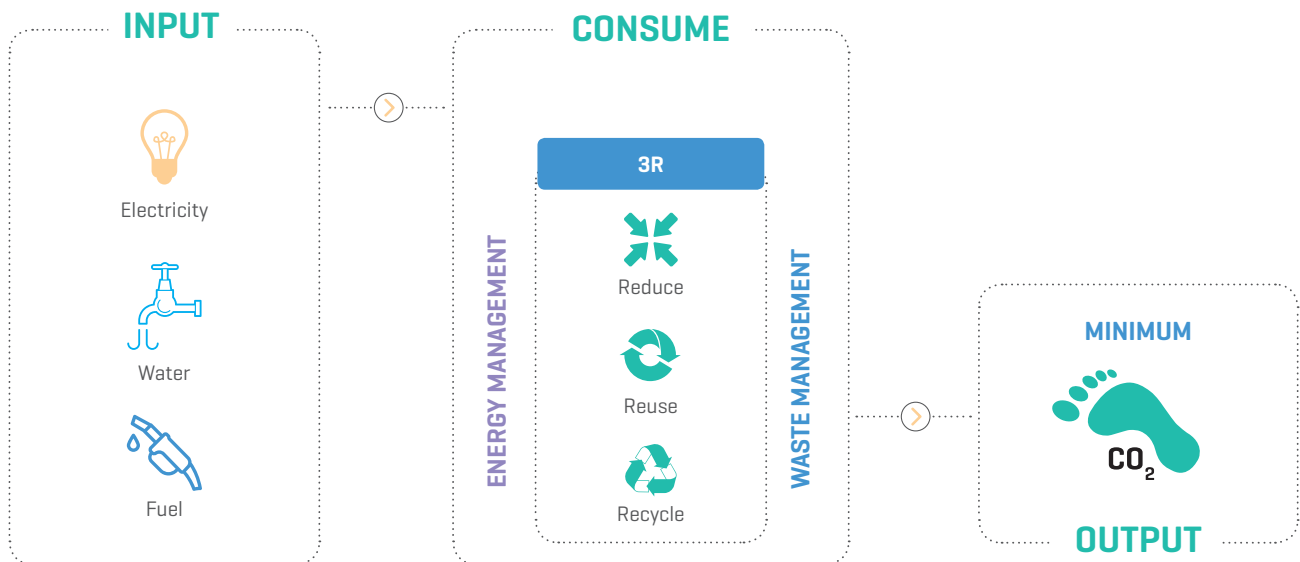 INPUT
Electricity
Water
Fuel
CONSUME
ENERGY MANAGEMENT
3R
Reduce
Reuse
Recycle
WASTE MANAGEMENT
MINIMUM
CO₂
OUTPUT